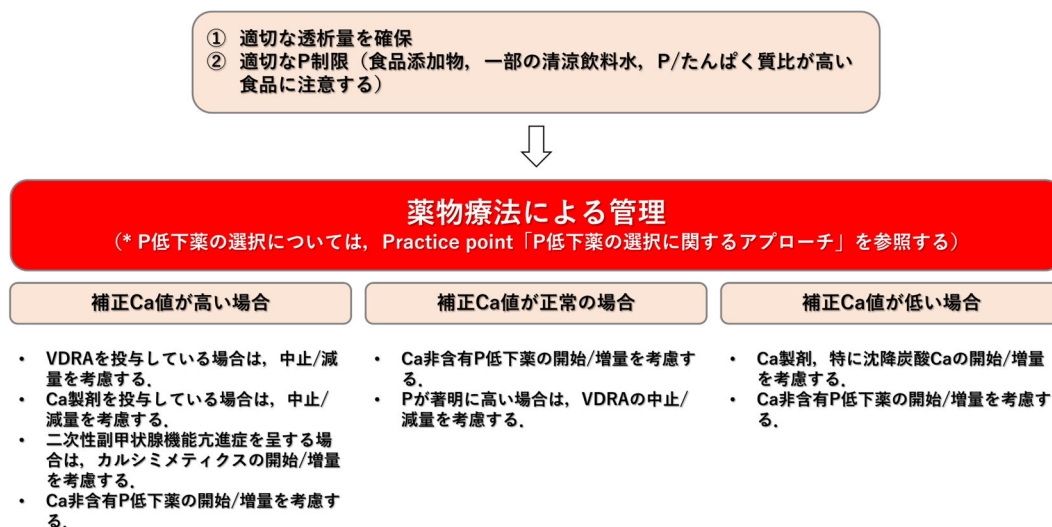 ① 適切な透析量を確保
② 適切なP制限（食品添加物，一部の清涼飲料水，P/たんぱく質比が高い
食品に注意する）
薬物療法による管理
（* P低下薬の選択については，Practice point「P低下薬の選択に関するアプローチ」を参照する）
補正Ca値が高い場合
・ VDRAを投与している場合は，中止/減
量を考慮する．
・ Ca製剤を投与している場合は，中止/
減量を考慮する．
・ 二次性副甲状腺機能亢進症を呈する場
合は，カルシミメティクスの開始/増量
を考慮する．
・ Ca非含有P低下薬の開始/増量を考慮す
る．
補正Ca値が正常の場合
・ Ca非含有P低下薬の開始/増量を考慮す
る．
・ Pが著明に高い場合は，VDRAの中止/
減量を考慮する．
補正Ca値が低い場合
・ Ca製剤，特に沈降炭酸Caの開始/増量
を考慮する．
・ Ca非含有P低下薬の開始/増量を考慮す
る．